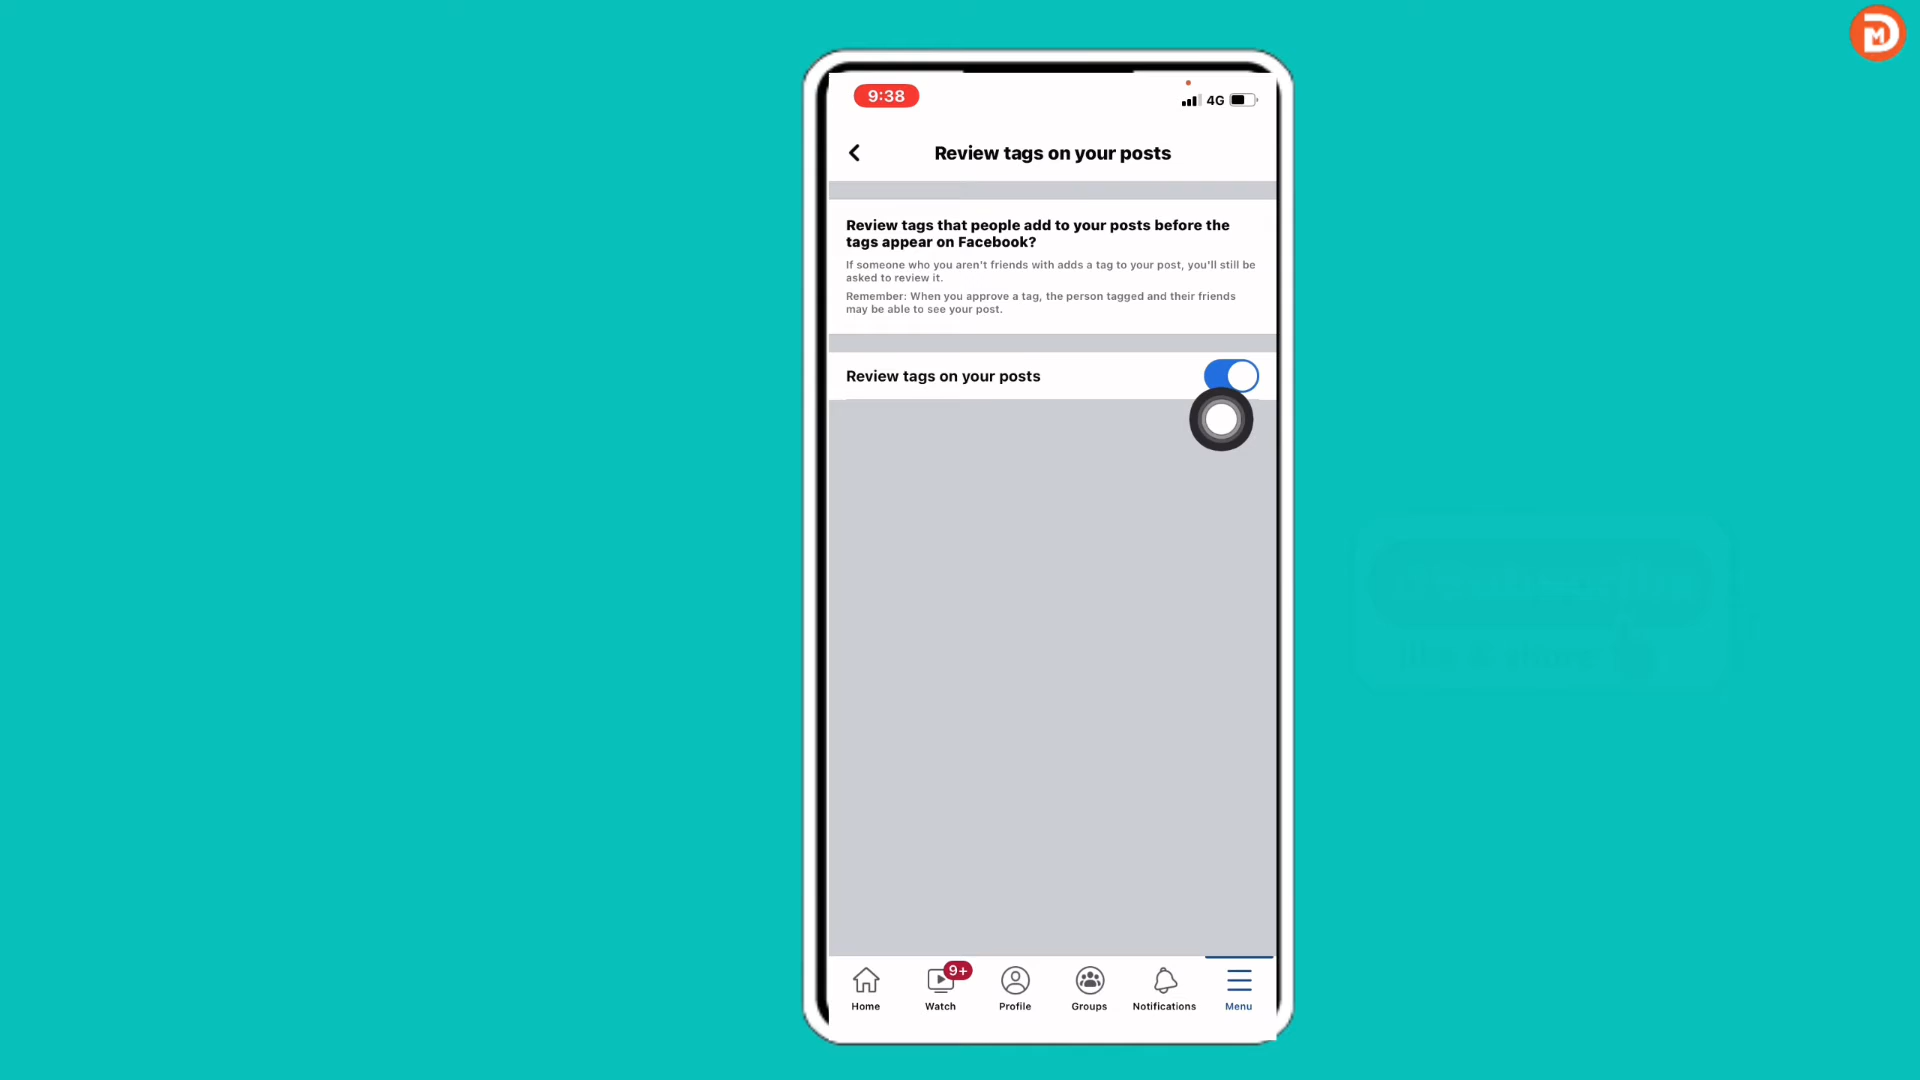 9:38
4G
Review tags on your posts
Review tags that people add to your posts before the
tags appear on Facebook?
If someone who you aren't friends with adds a tag to your post, you'll still be
asked to review it.
Remember: When you approve a tag, the person tagged and their friends
may be able to see your post.
Review tags on your posts
9+
Home
Watch
Profile
Groups
Notifications
Menu